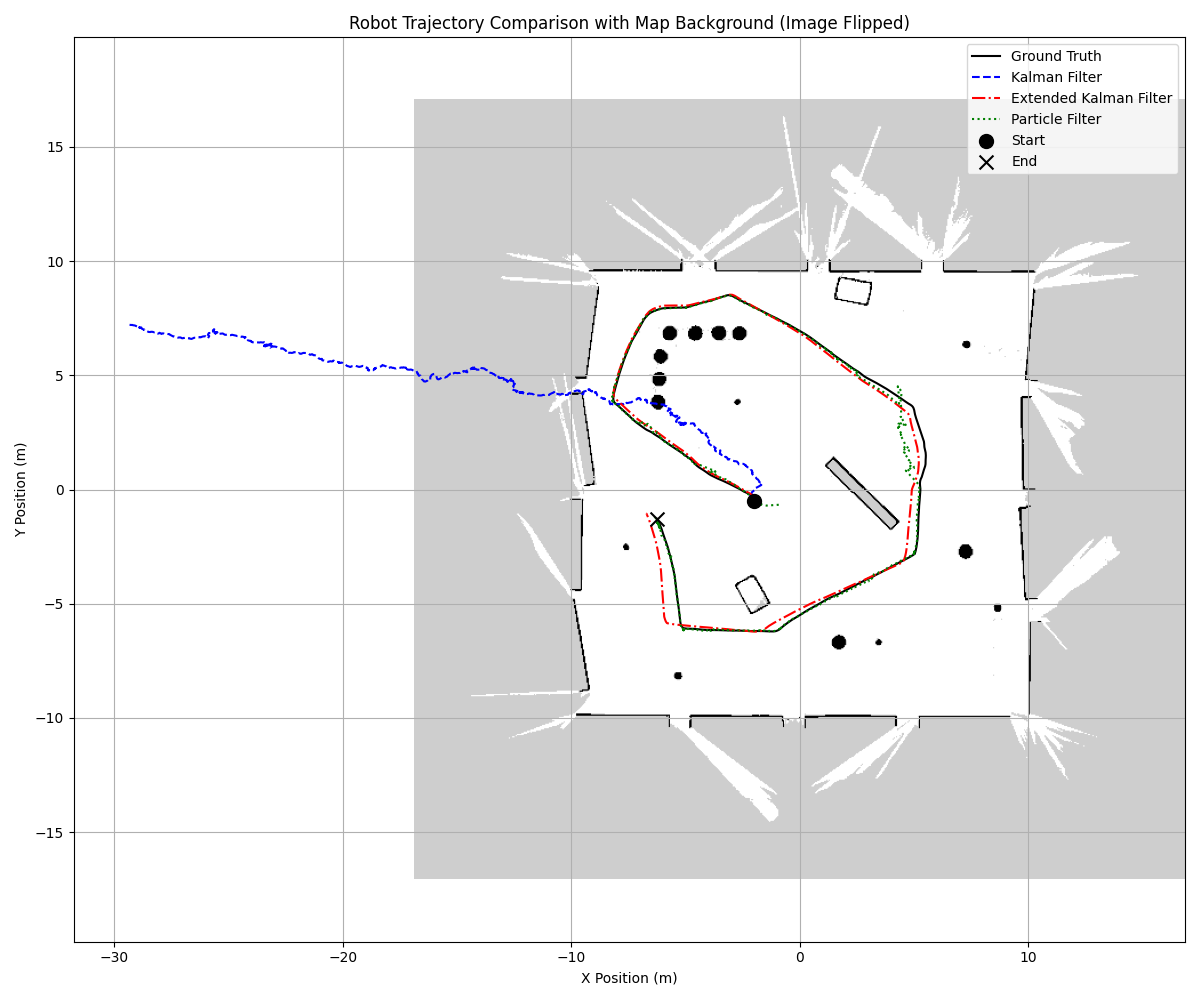 Robot Trajectory Comparison with Map Background (Image Flipped)
Ground Truth
Kalman Filter
Extended Kalman Filter
Particle Filter
Start
End
15
10
5
0
−5
−10
−15
Y Position (m)
−30
−20
−10
0
10
X Position (m)